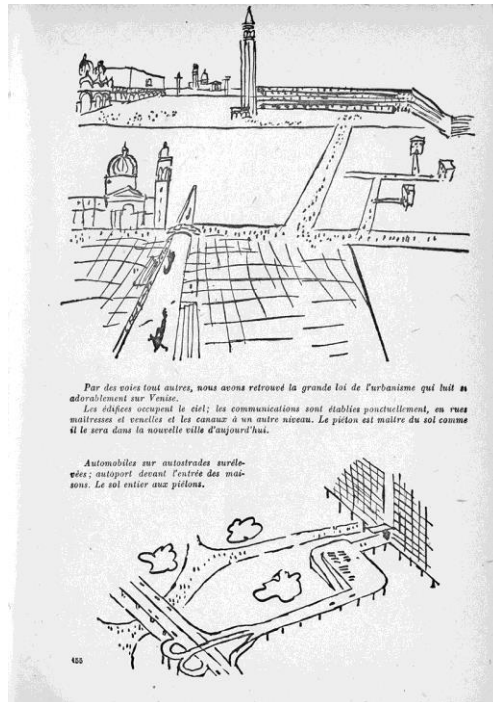 Par des voies tout autres, nous avons retrouvé la grande loi de l'urbanisme qui luit si
adorablement sur Venise.
Les édifices occupent le ciel; les communications sont établies ponctuellement, en rues
maîtresses et venelles et les canaux à un autre niveau. Le piéton est maître du sol comme
il le sera dans la nouvelle ville d'aujourd'hui.
Automobiles sur autostrades suréle-
vées; autoport devant l'entrée des mai-
sons. Le sol entier aux piétons.
155